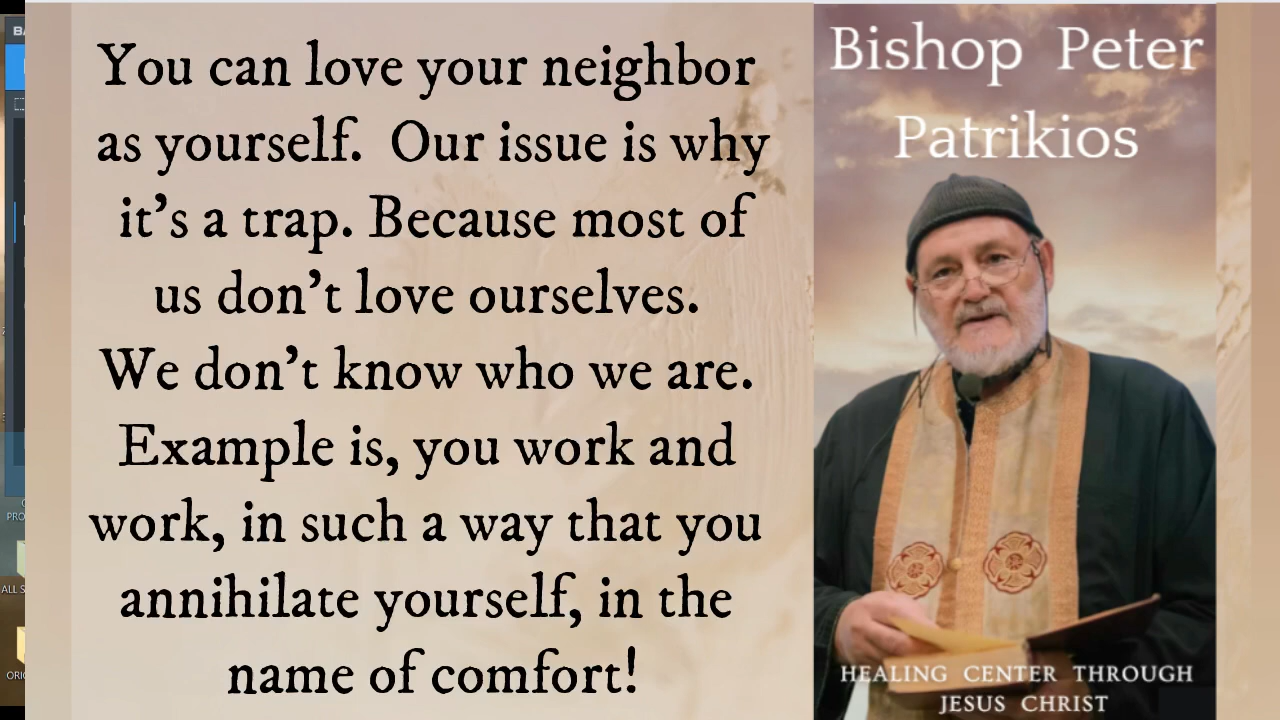 You can love your neighbor
as yourself. Our issue is why
it’s a trap. Because most of
us don’t love ourselves.
We don’t know who we are.
Example is, you work and
work, in such a way that you
annihilate yourself, in the
name of comfort!
Bishop Peter
Patrikios
HEALING CENTER THROUGH
JESUS CHRIST